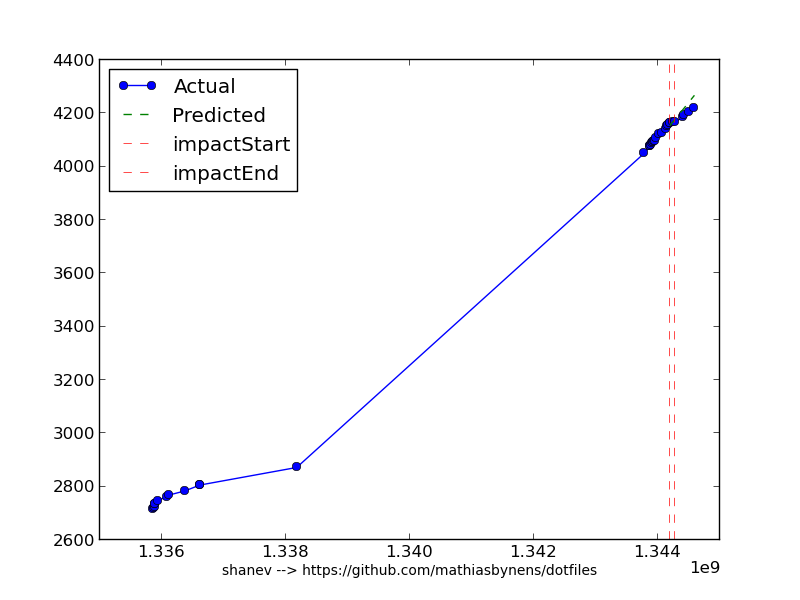 4400
4200
4000
3800
3600
3400
3200
3000
2800
2600
Actual
Predicted
impactStart
impactEnd
1.336 1.338 1.340 1.342 1.344
1e9
shanev --> https://github.com/mathiasbynens/dotfiles